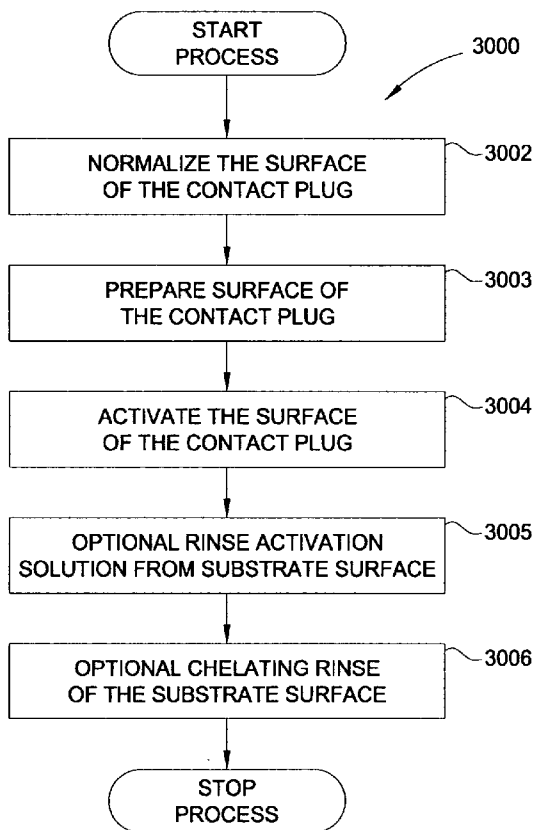 START
PROCESS
3000
NORMALIZE THE SURFACE
OF THE CONTACT PLUG
3002
PREPARE SURFACE OF
THE CONTACT PLUG
3003
ACTIVATE THE SURFACE
OF THE CONTACT PLUG
3004
OPTIONAL RINSE ACTIVATION
SOLUTION FROM SUBSTRATE SURFACE
3005
OPTIONAL CHELATING RINSE
OF THE SUBSTRATE SURFACE
3006
STOP
PROCESS